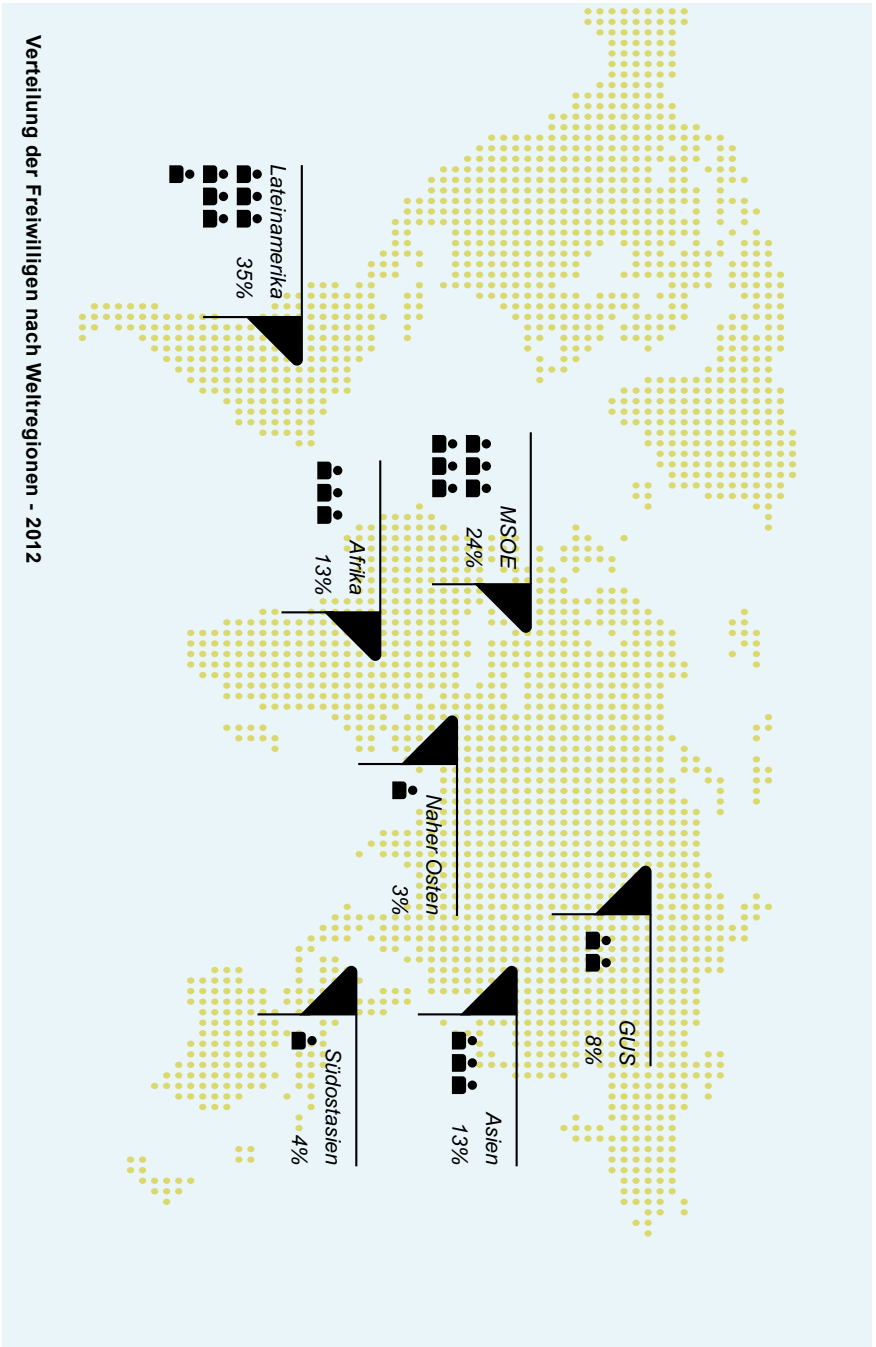 GUS
8%
MSOE
24%
Asien
13%
Naher Osten
3%
Afrika
13%
Südostasien
4%
Lateinamerika
35%
Verteilung der Freiwilligen nach Weltregionen - 2012